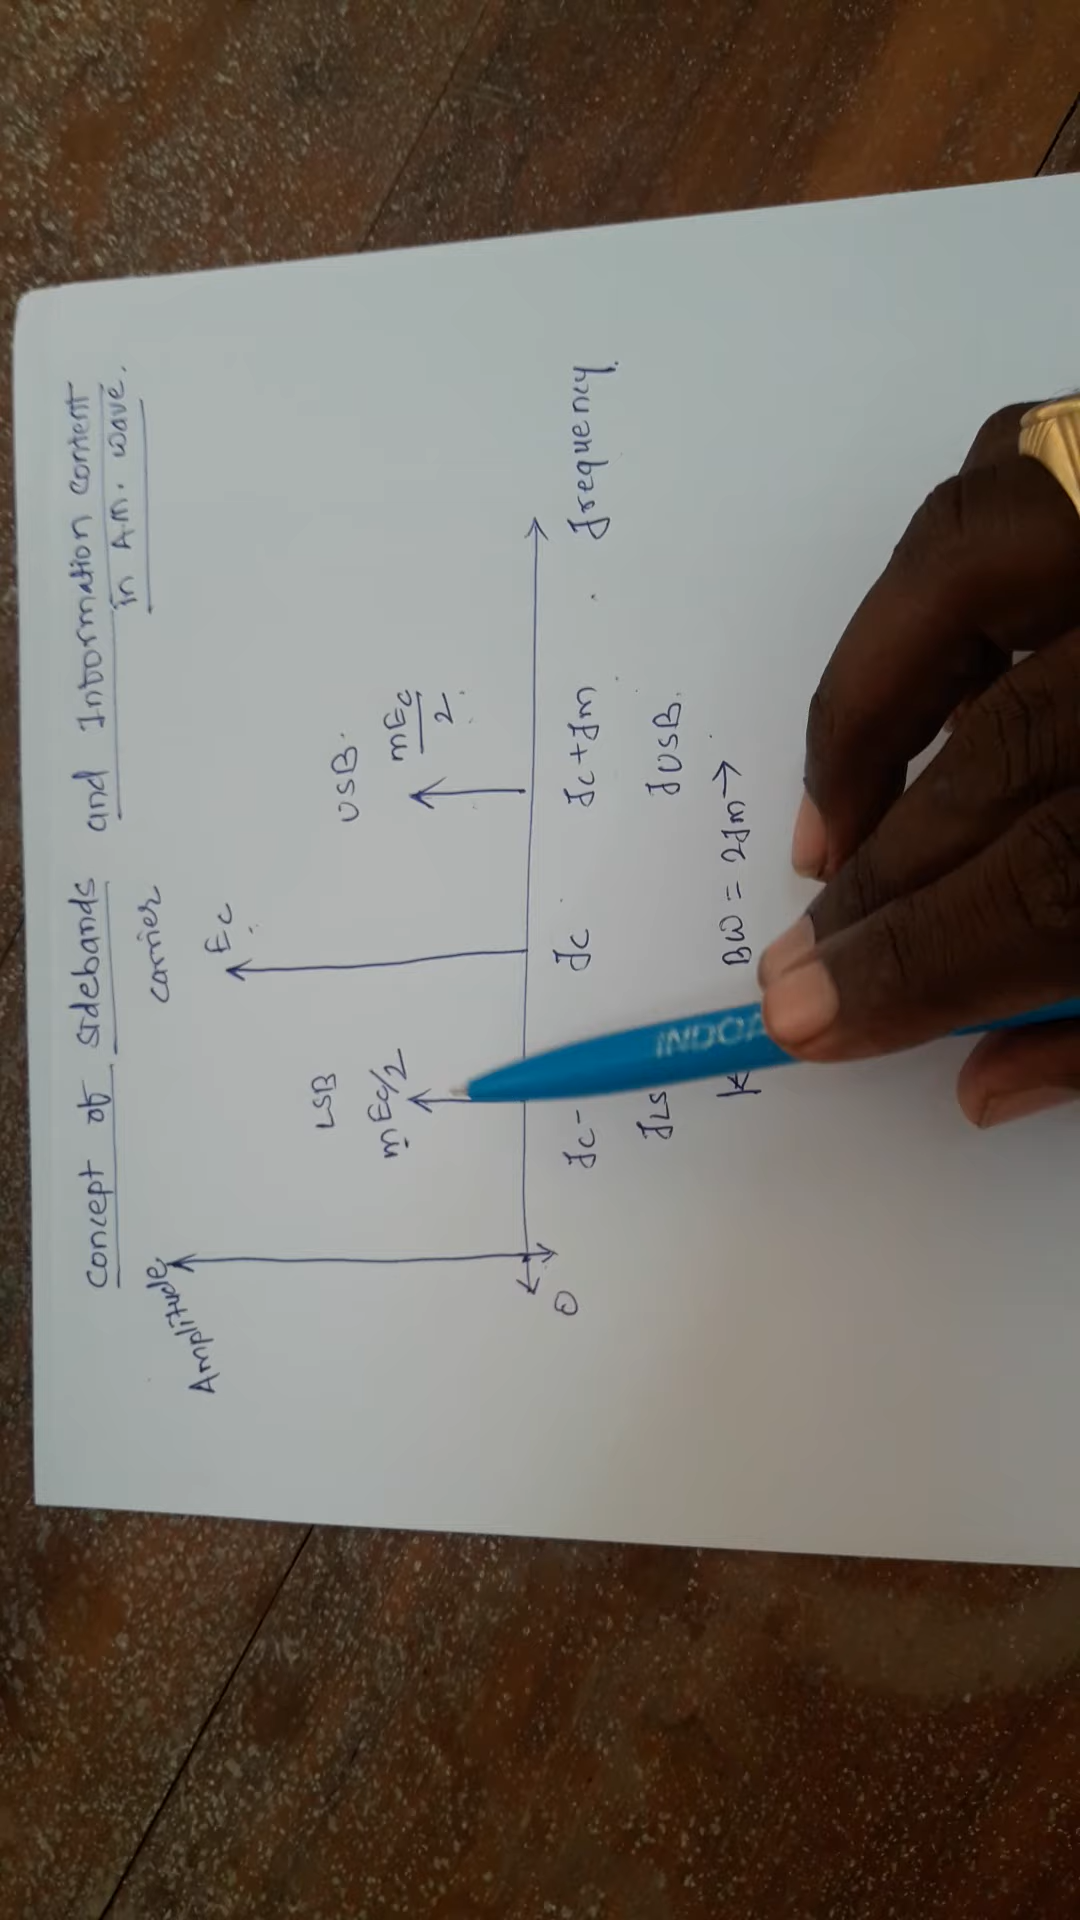 Concept of Sidebands and Information content
in A.M. wave.
Amplitude
carrier
Ec
LSB
mEc/2
USB.
mEc
2
fc-
fc
fc+fm
frequency.
fLS
fUSB.
BW = 2fm
0
INDOA